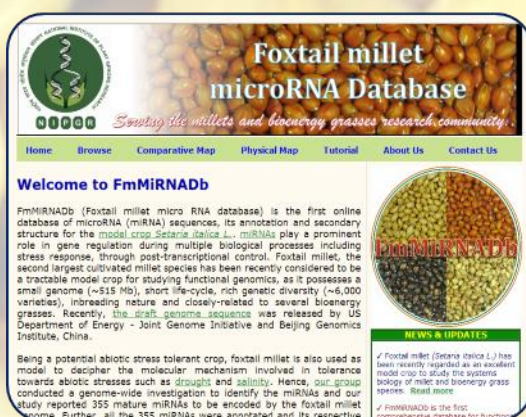 Foxtail millet
microRNA Database
NIPGR
Serving the millets and bioenergy grasses research community..
Home Browse Comparative Map Physical Map Tutorial About Us Contact Us
Welcome to FmMiRNADb
FmMiRNADb (Foxtail millet micro RNA database) is the first online
database of microRNA (miRNA) sequences, its annotation and secondary
structure for the model crop Setaria italica L.. miRNAs play a prominent
role in gene regulation during multiple biological processes including
stress response, through post-transcriptional control. Foxtail millet, the
second largest cultivated millet species has been recently considered to be
a tractable model crop for studying functional genomics, as it possesses a
small genome (~515 Mb), short life-cycle, rich genetic diversity (~6,000
varieties), inbreeding nature and closely-related to several bioenergy
grasses. Recently, the draft genome sequence was released by US
Department of Energy - Joint Genome Initiative and Beijing Genomics
Institute, China.
Being a potential abiotic stress tolerant crop, foxtail millet is also used as
model to decipher the molecular mechanism involved in tolerance
towards abiotic stresses such as drought and salinity. Hence, our group
conducted a genome-wide investigation to identify the miRNAs and our
study reported 355 mature miRNAs to be encoded by the foxtail millet
genome. Further, all the 355 miRNAs were annotated and its respective
FmMiRNADb
NEWS & UPDATES
✓ Foxtail millet (Setaria italica L.) has
been recently regarded as an excellent
model crop to study the systems
biology of millet and bioenergy grass
species. Read more
✓ FmMiRNADb is the first
comprehensive database for functional